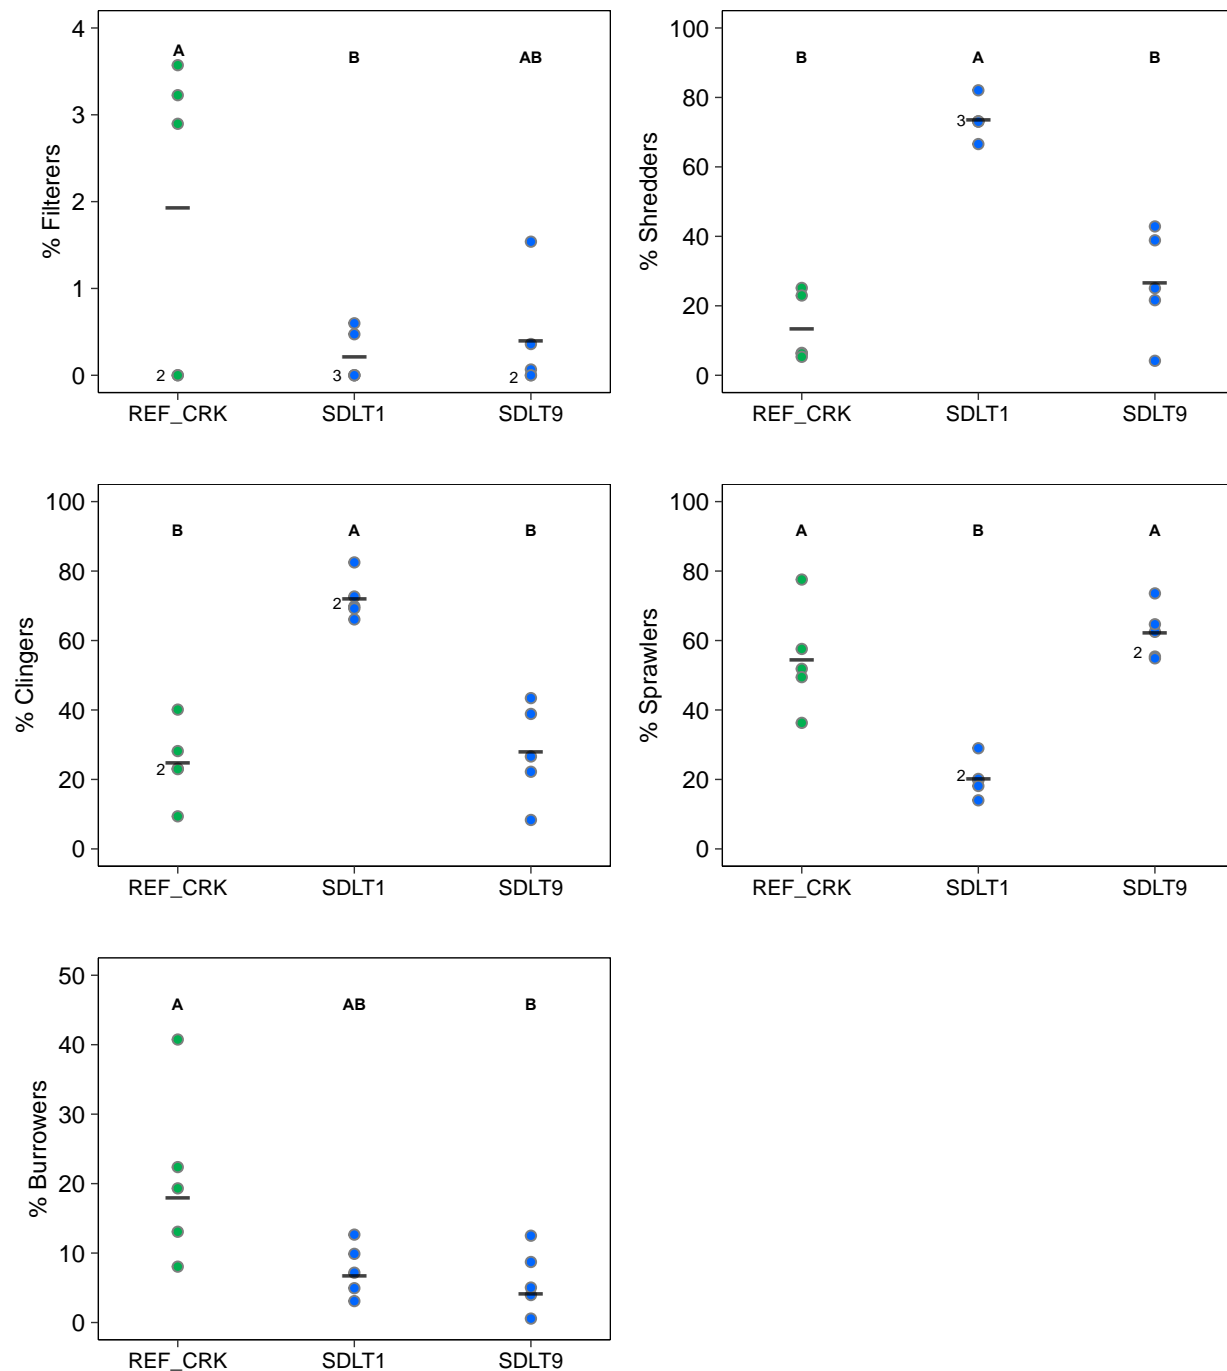 % Filterers
4
3
2
1
0
A
B
AB
2
3
2
REF_CRK SDLT1 SDLT9
% Shredders
100
80
60
40
20
0
B
A
B
3
REF_CRK SDLT1 SDLT9
% Clingers
100
80
60
40
20
0
B
A
B
2
2
REF_CRK SDLT1 SDLT9
% Sprawlers
100
80
60
40
20
0
A
B
A
2
2
REF_CRK SDLT1 SDLT9
% Burrowers
50
40
30
20
10
0
A
AB
B
REF_CRK SDLT1 SDLT9